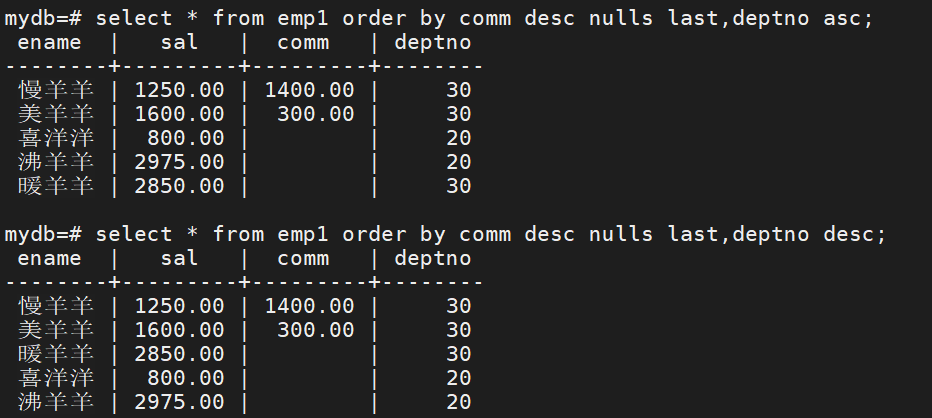 mydb=# select * from emp1 order by comm desc nulls last,deptno asc;
 ename  |   sal   |  comm   | deptno
--------+---------+---------+--------
 慢羊羊 | 1250.00 | 1400.00 |     30
 美羊羊 | 1600.00 |  300.00 |     30
 喜洋洋 |  800.00 |         |     20
 沸羊羊 | 2975.00 |         |     20
 暖羊羊 | 2850.00 |         |     30

mydb=# select * from emp1 order by comm desc nulls last,deptno desc;
 ename  |   sal   |  comm   | deptno
--------+---------+---------+--------
 慢羊羊 | 1250.00 | 1400.00 |     30
 美羊羊 | 1600.00 |  300.00 |     30
 暖羊羊 | 2850.00 |         |     30
 喜洋洋 |  800.00 |         |     20
 沸羊羊 | 2975.00 |         |     20